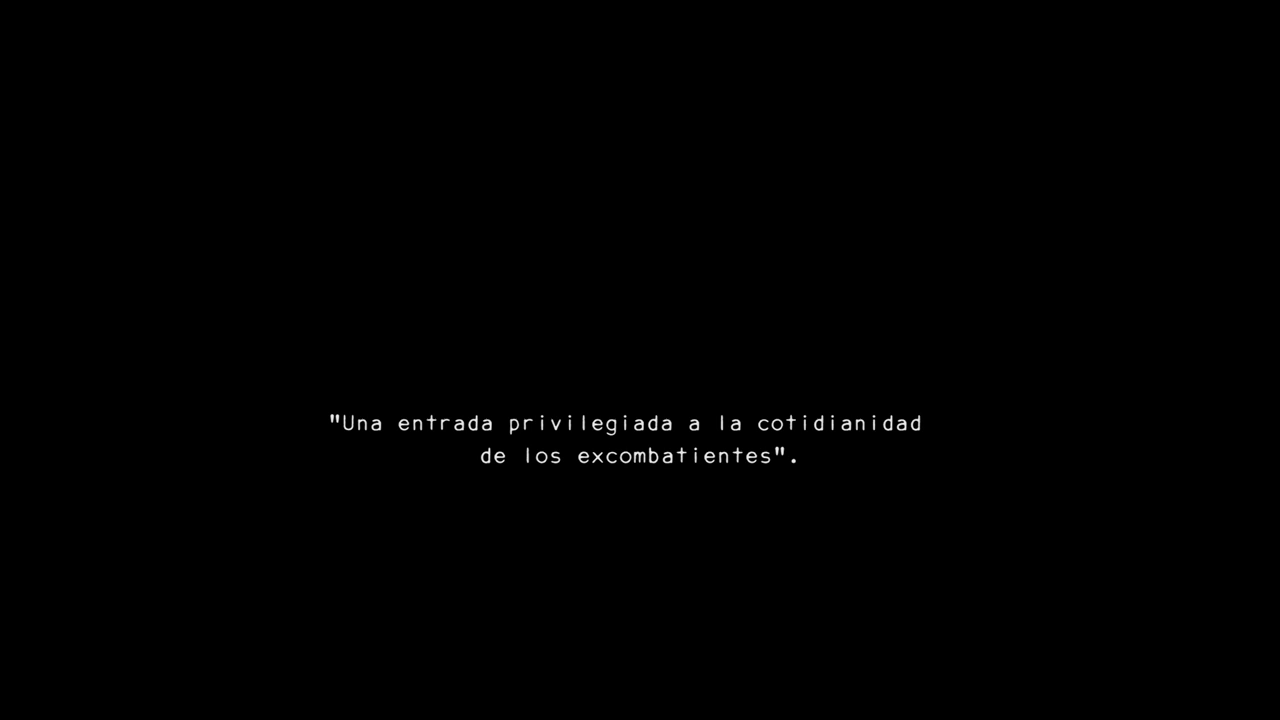 "Una entrada privilegiada a la cotidianidad
de los excombatientes".